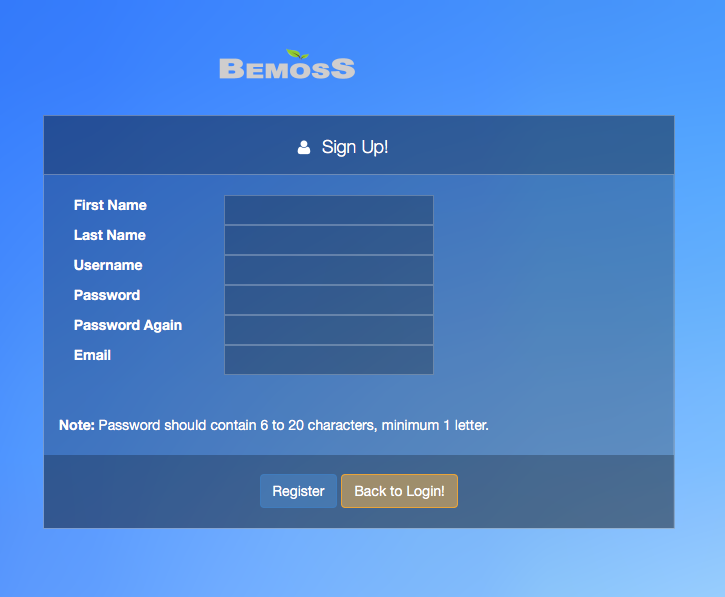 BEMOSS
Sign Up!
First Name
Last Name
Username
Password
Password Again
Email
Note: Password should contain 6 to 20 characters, minimum 1 letter.
Register Back to Login!